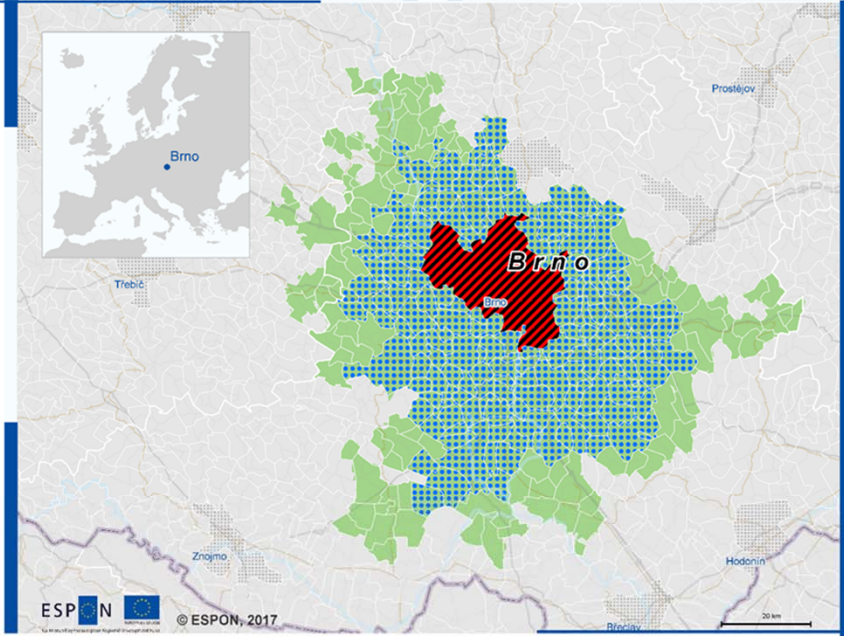 Brno
Prostějov
Brno
Brno
Třebíč
Znojmo
Hodonín
Břeclav
20 km
ESPON
© ESPON, 2017